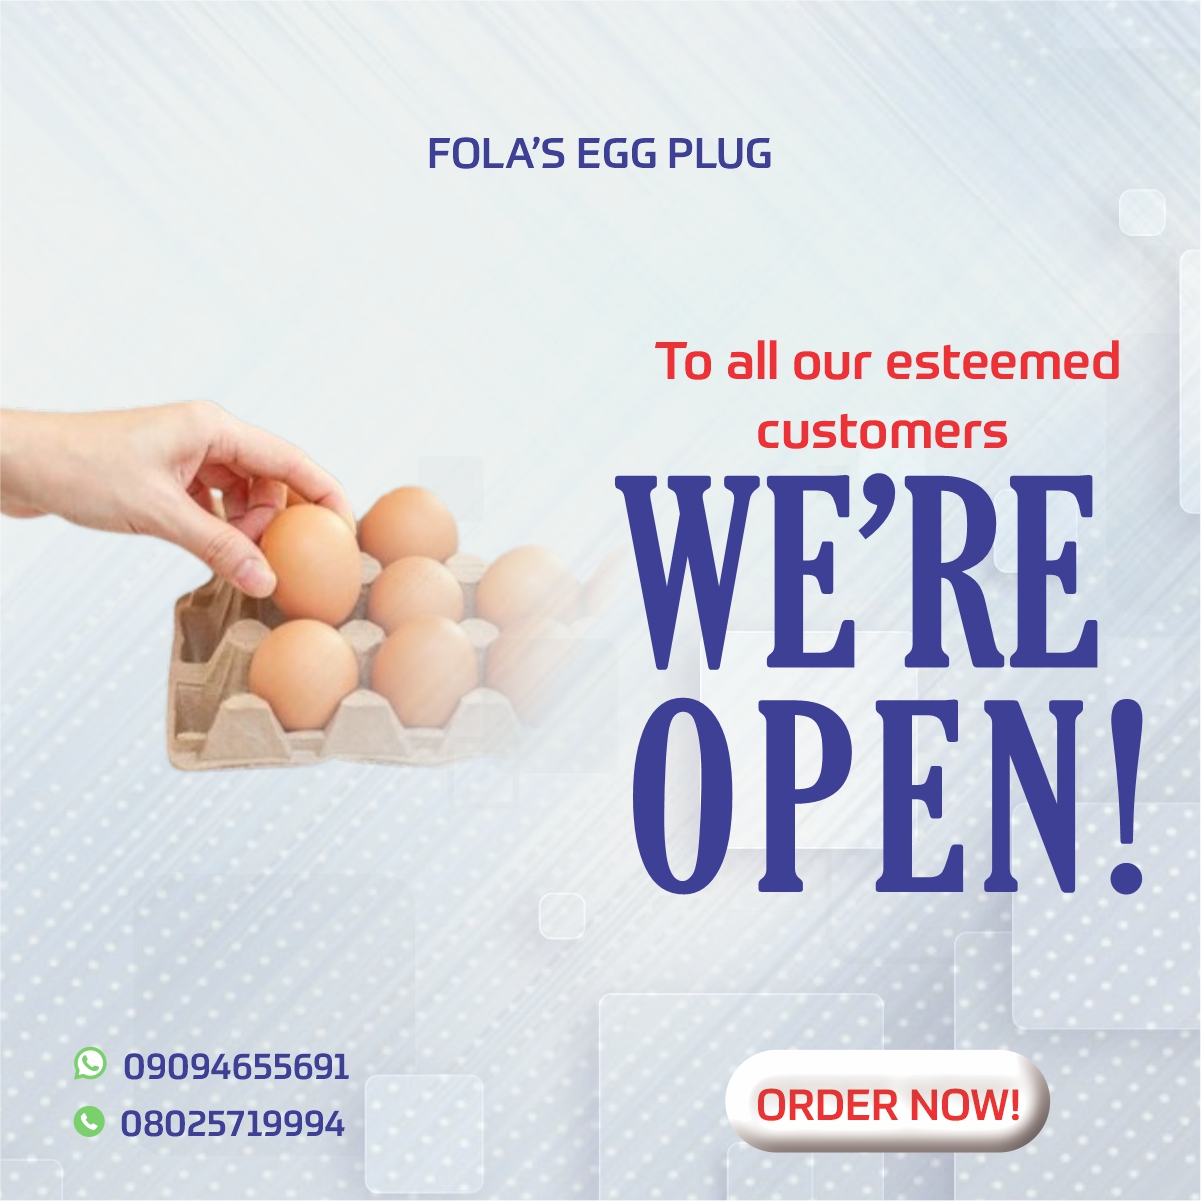 FOLA’S EGG PLUG
To all our esteemed
customers
WE’RE
OPEN!
09094655691
08025719994
ORDER NOW!